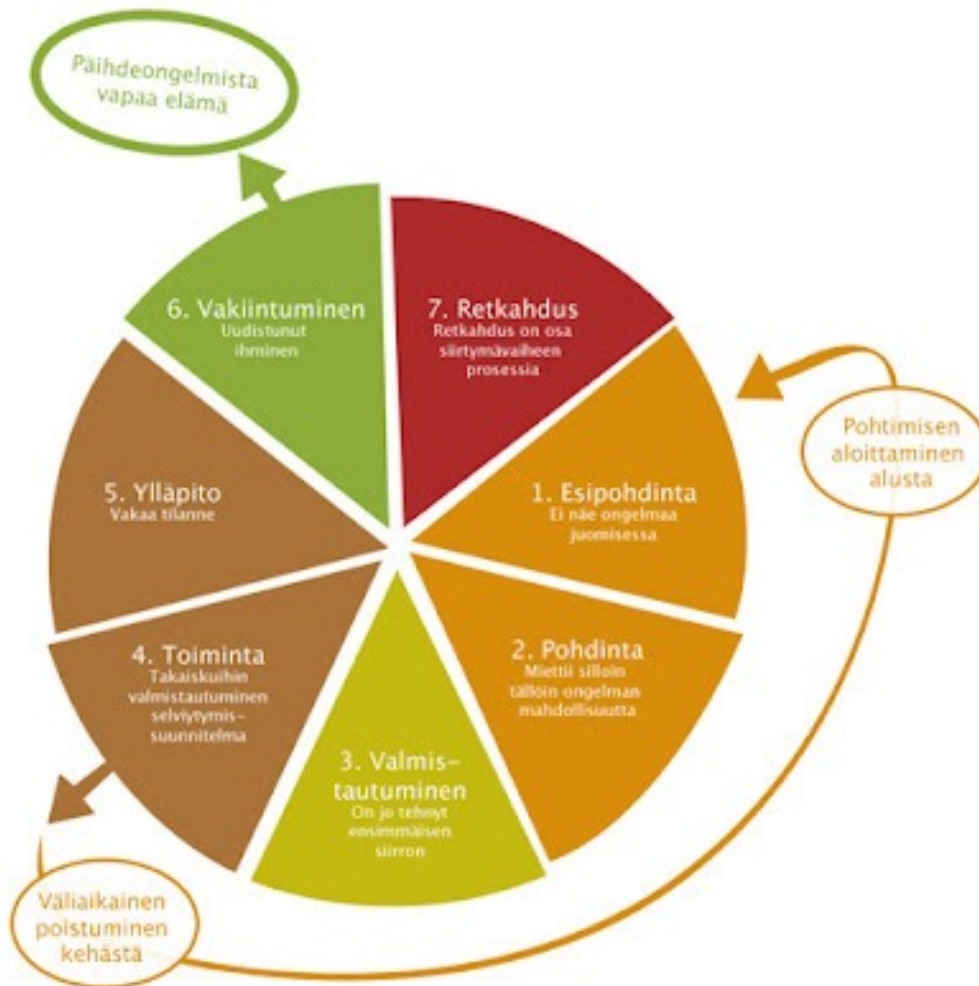 Päihdeongelmista
vapaa elämä
6. Vakiintuminen
Uudistunut
ihminen
7. Retkahdus
Retkahdus on osa
siirtymävaiheen
prosessia
Pohtimisen
aloittaminen
alusta
5. Ylläpito
Vakaa tilanne
1. Esipohdinta
Ei näe ongelmaa
juomisessa
4. Toiminta
Takaiskuihin
valmistautuminen
selviytymis-
suunnitelma
2. Pohdinta
Miettii silloin
tällöin ongelman
mahdollisuutta
3. Valmis-
tautuminen
On jo tehnyt
ensimmäisen
siirron
Väliaikainen
poistuminen
kehästä